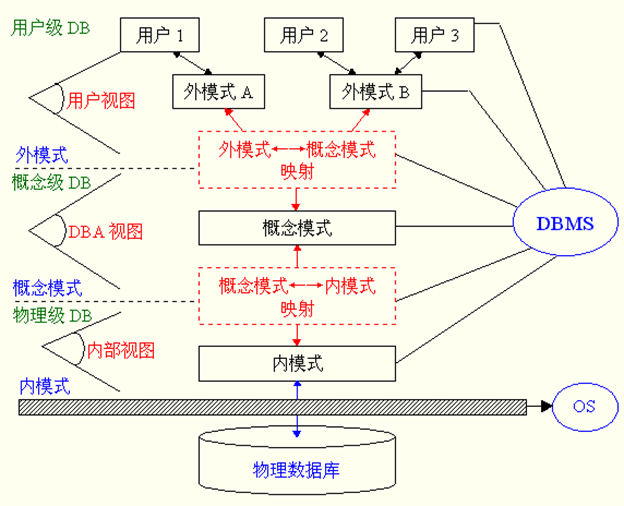 用户级 DB
用户 1
用户 2
用户 3
外模式 A
外模式 B
用户视图
外模式
外模式←→概念模式
映射
概念级 DB
DBMS
DBA 视图
概念模式
概念模式
概念模式←→内模式
映射
物理级 DB
内部视图
内模式
内模式
OS
物理数据库